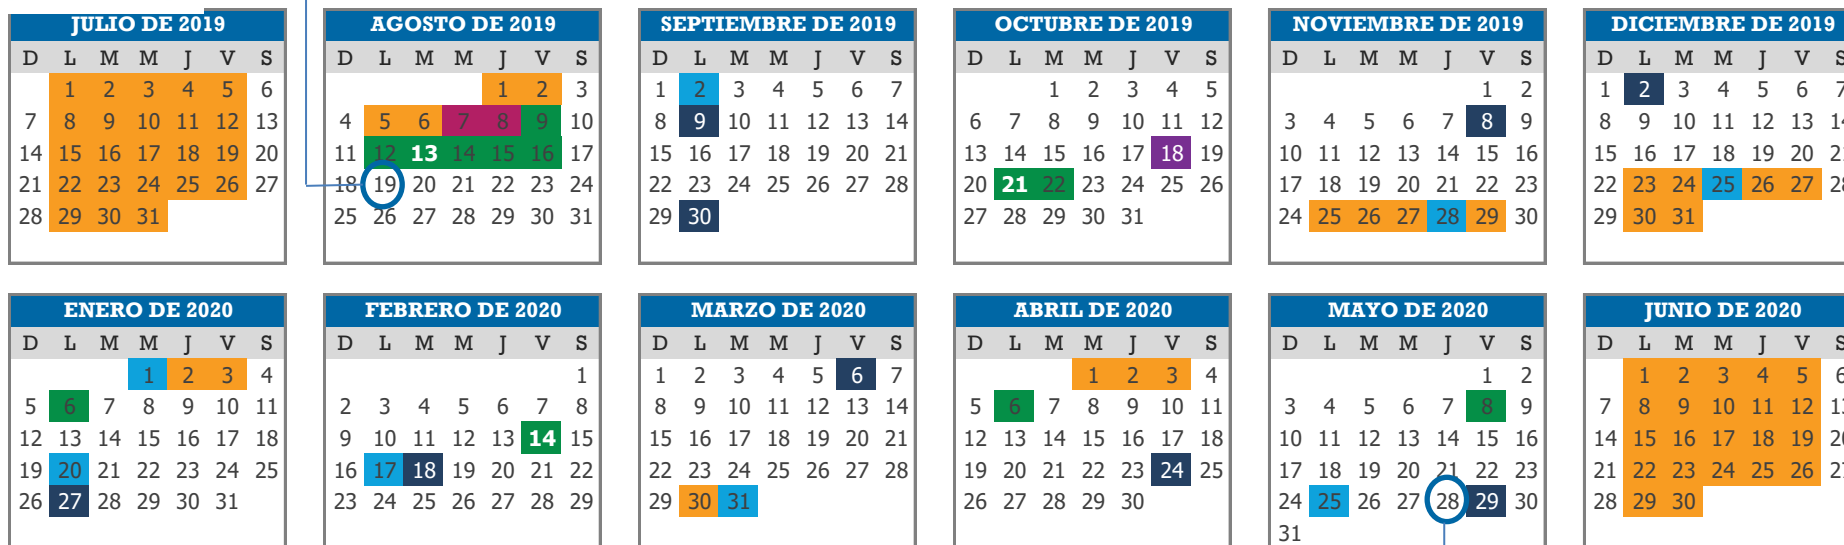 JULIO DE 2019
D L M M J V S
1 2 3 4 5 6
7 8 9 10 11 12 13
14 15 16 17 18 19 20
21 22 23 24 25 26 27
28 29 30 31
AGOSTO DE 2019
D L M M J V S
1 2 3
4 5 6 7 8 9 10
11 12 13 14 15 16 17
18 19 20 21 22 23 24
25 26 27 28 29 30 31
SEPTIEMBRE DE 2019
D L M M J V S
1 2 3 4 5 6 7
8 9 10 11 12 13 14
15 16 17 18 19 20 21
22 23 24 25 26 27 28
29 30
OCTUBRE DE 2019
D L M M J V S
1 2 3 4 5
6 7 8 9 10 11 12
13 14 15 16 17 18 19
20 21 22 23 24 25 26
27 28 29 30 31
NOVIEMBRE DE 2019
D L M M J V S
1 2
3 4 5 6 7 8 9
10 11 12 13 14 15 16
17 18 19 20 21 22 23
24 25 26 27 28 29 30
DICIEMBRE DE 2019
D L M M J V S
1 2 3 4 5 6 7
8 9 10 11 12 13 14
15 16 17 18 19 20 21
22 23 24 25 26 27 28
29 30 31
ENERO DE 2020
D L M M J V S
1 2 3 4
5 6 7 8 9 10 11
12 13 14 15 16 17 18
19 20 21 22 23 24 25
26 27 28 29 30 31
FEBRERO DE 2020
D L M M J V S
1
2 3 4 5 6 7 8
9 10 11 12 13 14 15
16 17 18 19 20 21 22
23 24 25 26 27 28 29
MARZO DE 2020
D L M M J V S
1 2 3 4 5 6 7
8 9 10 11 12 13 14
15 16 17 18 19 20 21
22 23 24 25 26 27 28
29 30 31
ABRIL DE 2020
D L M M J V S
1 2 3 4
5 6 7 8 9 10 11
12 13 14 15 16 17 18
19 20 21 22 23 24 25
26 27 28 29 30
MAYO DE 2020
D L M M J V S
1 2
3 4 5 6 7 8 9
10 11 12 13 14 15 16
17 18 19 20 21 22 23
24 25 26 27 28 29 30
31
JUNIO DE 2020
D L M M J V S
1 2 3 4 5 6
7 8 9 10 11 12 13
14 15 16 17 18 19 20
21 22 23 24 25 26 27
28 29 30